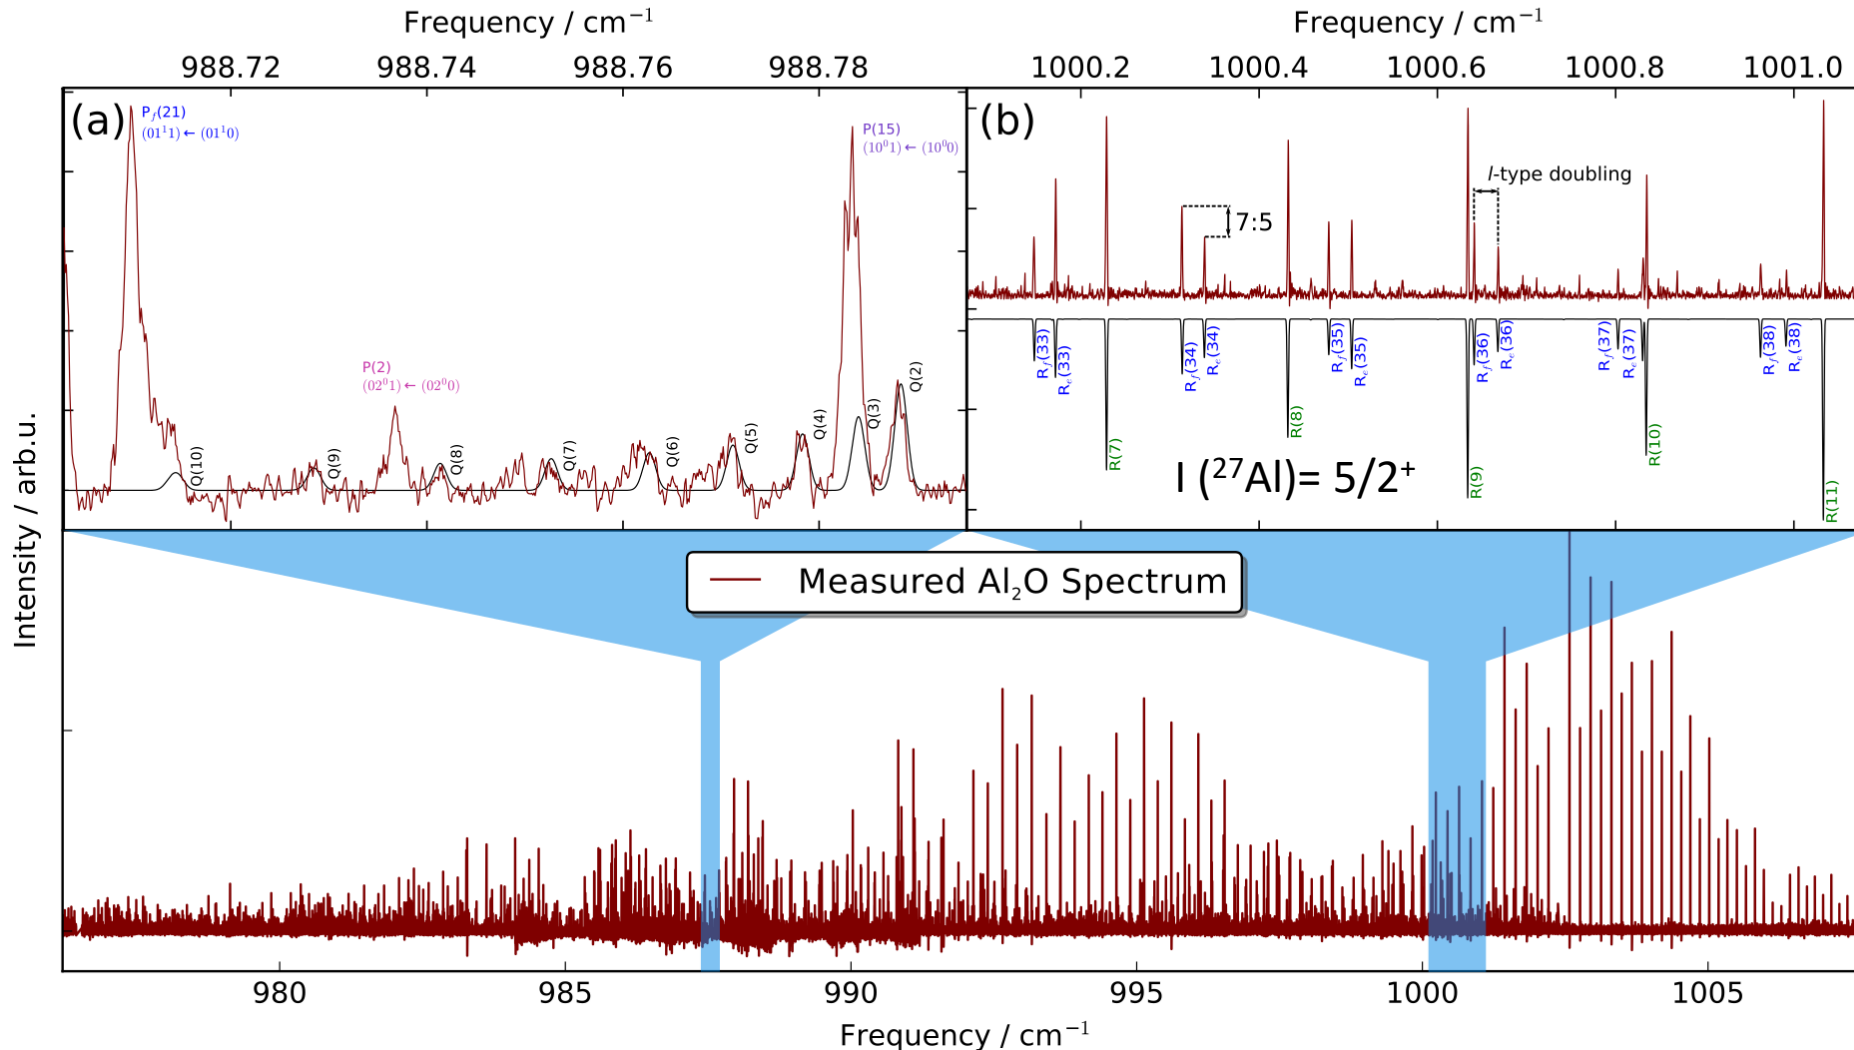 Frequency / cm⁻¹
Frequency / cm⁻¹
988.72 988.74 988.76 988.78
1000.2 1000.4 1000.6 1000.8 1001.0
(a)
P_f(21)
(01¹1) ← (01¹0)
P(2)
(02⁰1) ← (02⁰0)
P(15)
(10⁰1) ← (10⁰0)
Q(10)
Q(9)
Q(8)
Q(7)
Q(6)
Q(5)
Q(4)
Q(3)
Q(2)
(b)
7:5
l-type doubling
R_f(33)
R_e(33)
R(7)
R_f(34)
R_e(34)
R(8)
R_f(35)
R_e(35)
R(9)
R_f(36)
R_e(36)
R_f(37)
R_e(37)
R(10)
R_f(38)
R_e(38)
R(11)
I (²⁷Al)= 5/2⁺
Intensity / arb.u.
Measured Al₂O Spectrum
980 985 990 995 1000 1005
Frequency / cm⁻¹